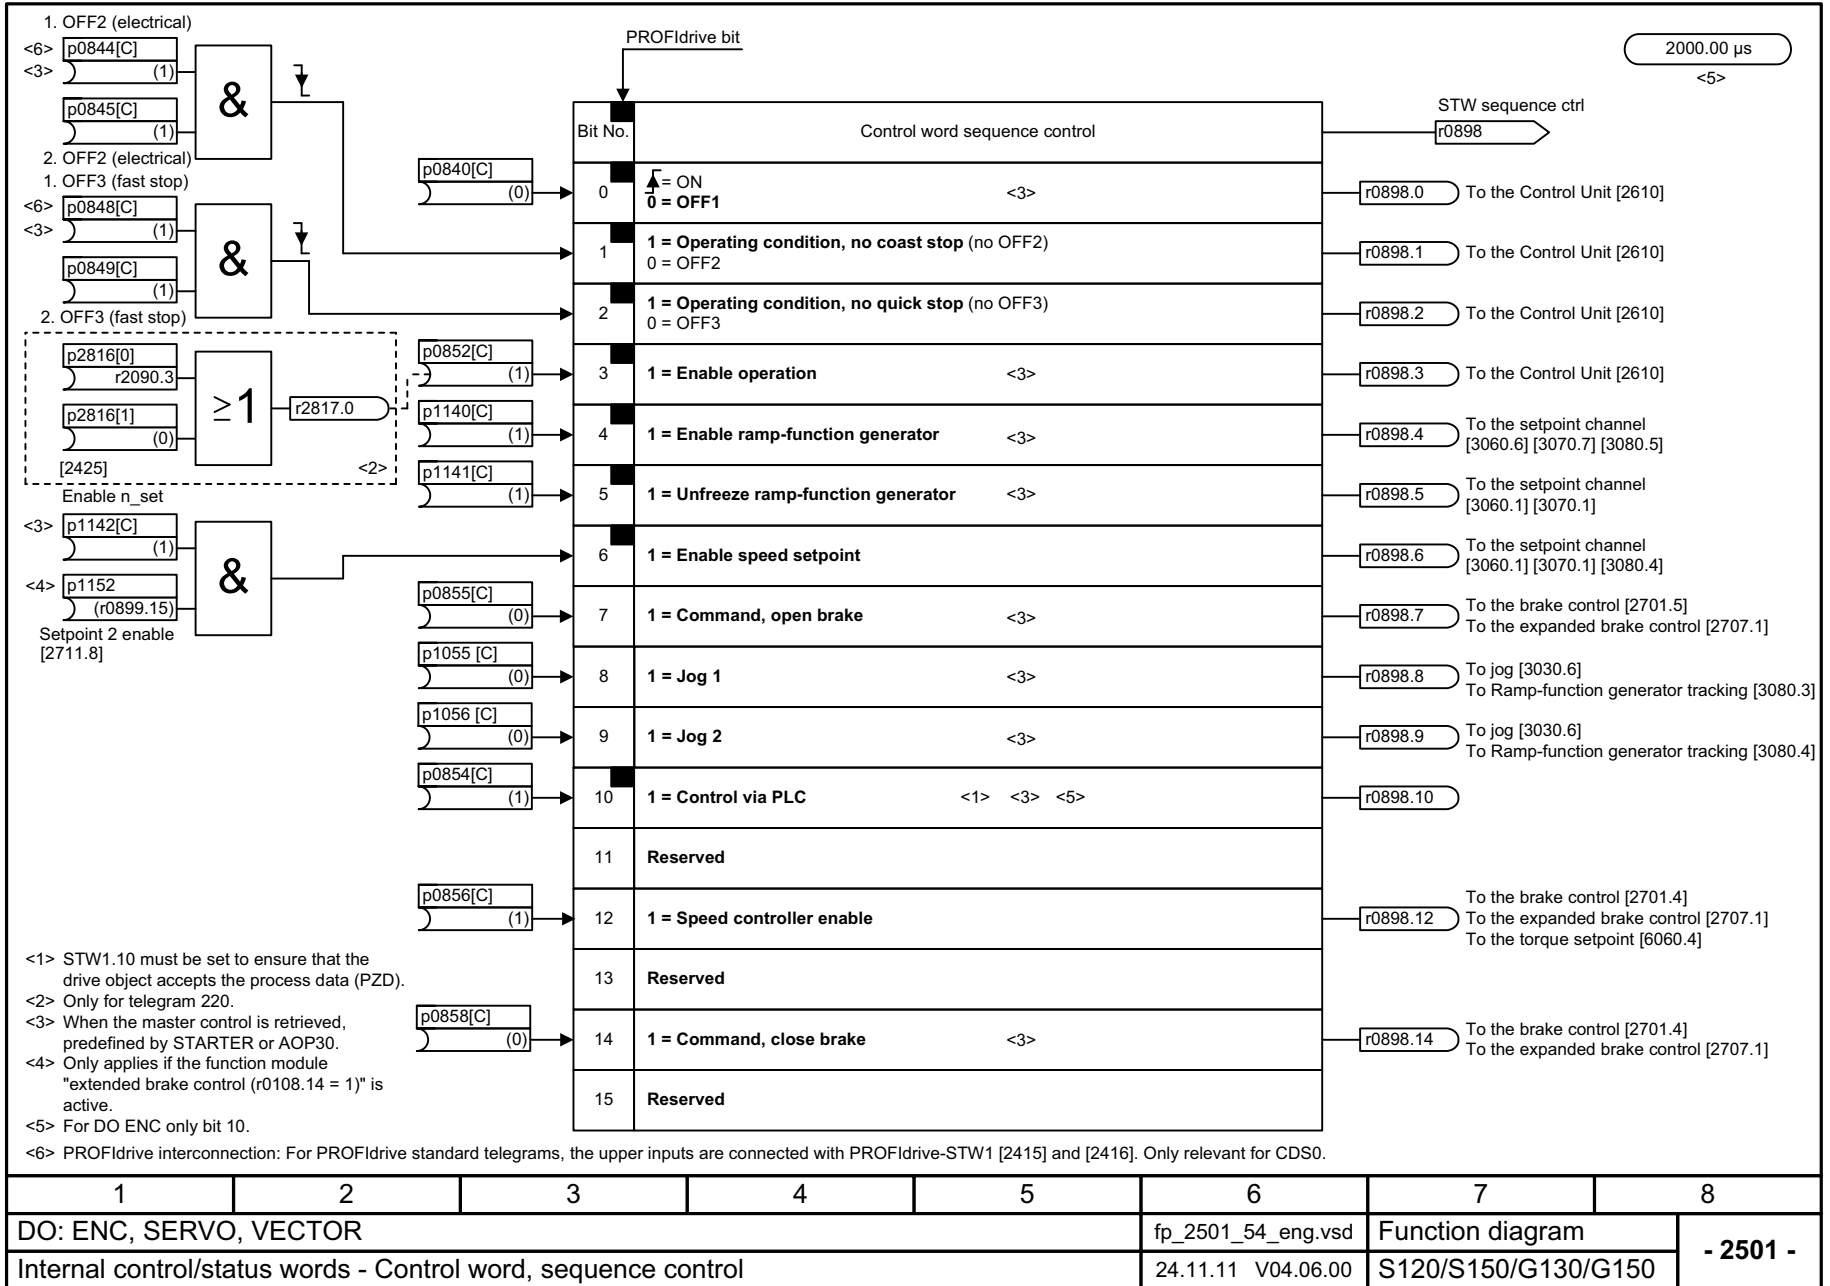 1. OFF2 (electrical)
<6> p0844[C]
<3> (1)
&
p0845[C]
(1)
2. OFF2 (electrical)
1. OFF3 (fast stop)
<6> p0848[C]
<3> (1)
&
p0849[C]
(1)
2. OFF3 (fast stop)
p2816[0]
r2090.3
≥1
r2817.0
p2816[1]
(0)
[2425] <2>
Enable n_set
<3> p1142[C]
(1)
&
<4> p1152
(r0899.15)
Setpoint 2 enable
[2711.8]
PROFIdrive bit
2000.00 µs
<5>
Bit No. Control word sequence control
STW sequence ctrl
r0898
p0840[C]
(0)
0 = ON <3>
0 = OFF1
r0898.0 To the Control Unit [2610]
1 1 = Operating condition, no coast stop (no OFF2)
0 = OFF2
r0898.1 To the Control Unit [2610]
2 1 = Operating condition, no quick stop (no OFF3)
0 = OFF3
r0898.2 To the Control Unit [2610]
p0852[C]
(1)
3 1 = Enable operation <3>
r0898.3 To the Control Unit [2610]
p1140[C]
(1)
4 1 = Enable ramp-function generator <3>
r0898.4 To the setpoint channel
[3060.6] [3070.7] [3080.5]
p1141[C]
(1)
5 1 = Unfreeze ramp-function generator <3>
r0898.5 To the setpoint channel
[3060.1] [3070.1]
6 1 = Enable speed setpoint
r0898.6 To the setpoint channel
[3060.1] [3070.1] [3080.4]
p0855[C]
(0)
7 1 = Command, open brake <3>
r0898.7 To the brake control [2701.5]
To the expanded brake control [2707.1]
p1055 [C]
(0)
8 1 = Jog 1 <3>
r0898.8 To jog [3030.6]
To Ramp-function generator tracking [3080.3]
p1056 [C]
(0)
9 1 = Jog 2 <3>
r0898.9 To jog [3030.6]
To Ramp-function generator tracking [3080.4]
p0854[C]
(1)
10 1 = Control via PLC <1> <3> <5>
r0898.10
11 Reserved
p0856[C]
(1)
12 1 = Speed controller enable
r0898.12 To the brake control [2701.4]
To the expanded brake control [2707.1]
To the torque setpoint [6060.4]
13 Reserved
p0858[C]
(0)
14 1 = Command, close brake <3>
r0898.14 To the brake control [2701.4]
To the expanded brake control [2707.1]
15 Reserved
<1> STW1.10 must be set to ensure that the
drive object accepts the process data (PZD).
<2> Only for telegram 220.
<3> When the master control is retrieved,
predefined by STARTER or AOP30.
<4> Only applies if the function module
"extended brake control (r0108.14 = 1)" is
active.
<5> For DO ENC only bit 10.
<6> PROFIdrive interconnection: For PROFIdrive standard telegrams, the upper inputs are connected with PROFIdrive-STW1 [2415] and [2416]. Only relevant for CDS0.
1 2 3 4 5 6 7 8
DO: ENC, SERVO, VECTOR fp_2501_54_eng.vsd Function diagram - 2501 -
Internal control/status words - Control word, sequence control 24.11.11 V04.06.00 S120/S150/G130/G150